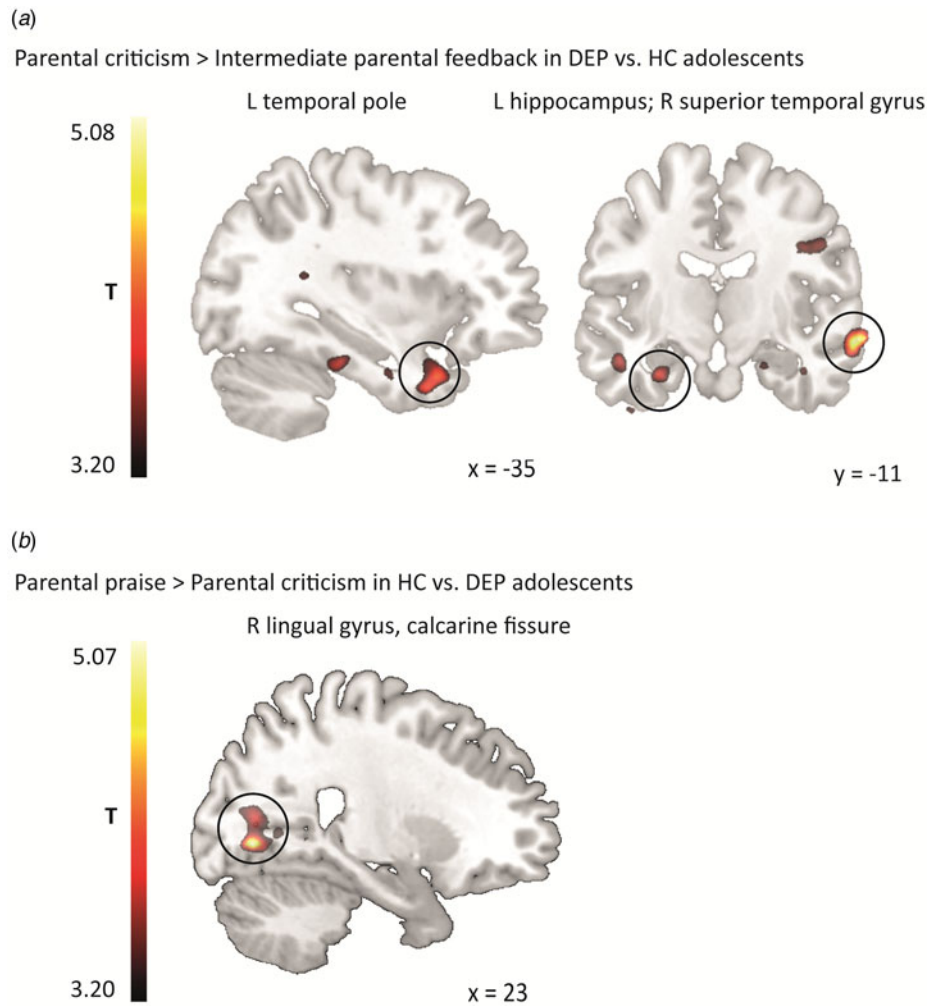 (a)
Parental criticism > Intermediate parental feedback in DEP vs. HC adolescents
L temporal pole
L hippocampus; R superior temporal gyrus
5.08
T
3.20
x = -35
y = -11
(b)
Parental praise > Parental criticism in HC vs. DEP adolescents
R lingual gyrus, calcarine fissure
5.07
T
3.20
x = 23